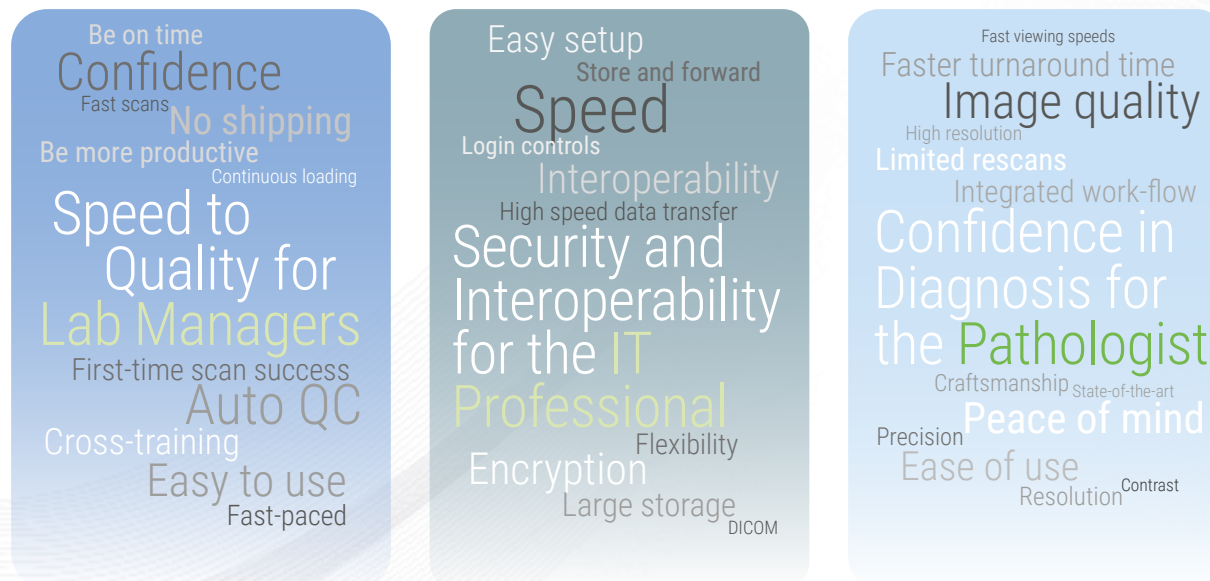 Be on time
Confidence
Fast scans
No shipping
Be more productive
Continuous loading
Speed to
Quality for
Lab Managers
First-time scan success
Auto QC
Cross-training
Easy to use
Fast-paced
Easy setup
Store and forward
Speed
Login controls
Interoperability
High speed data transfer
Security and
Interoperability
for the IT
Professional
Flexibility
Encryption
Large storage
DICOM
Fast viewing speeds
Faster turnaround time
Image quality
High resolution
Limited rescans
Integrated work-flow
Confidence in
Diagnosis for
the Pathologist
Craftsmanship State-of-the-art
Peace of mind
Precision
Ease of use
Resolution Contrast